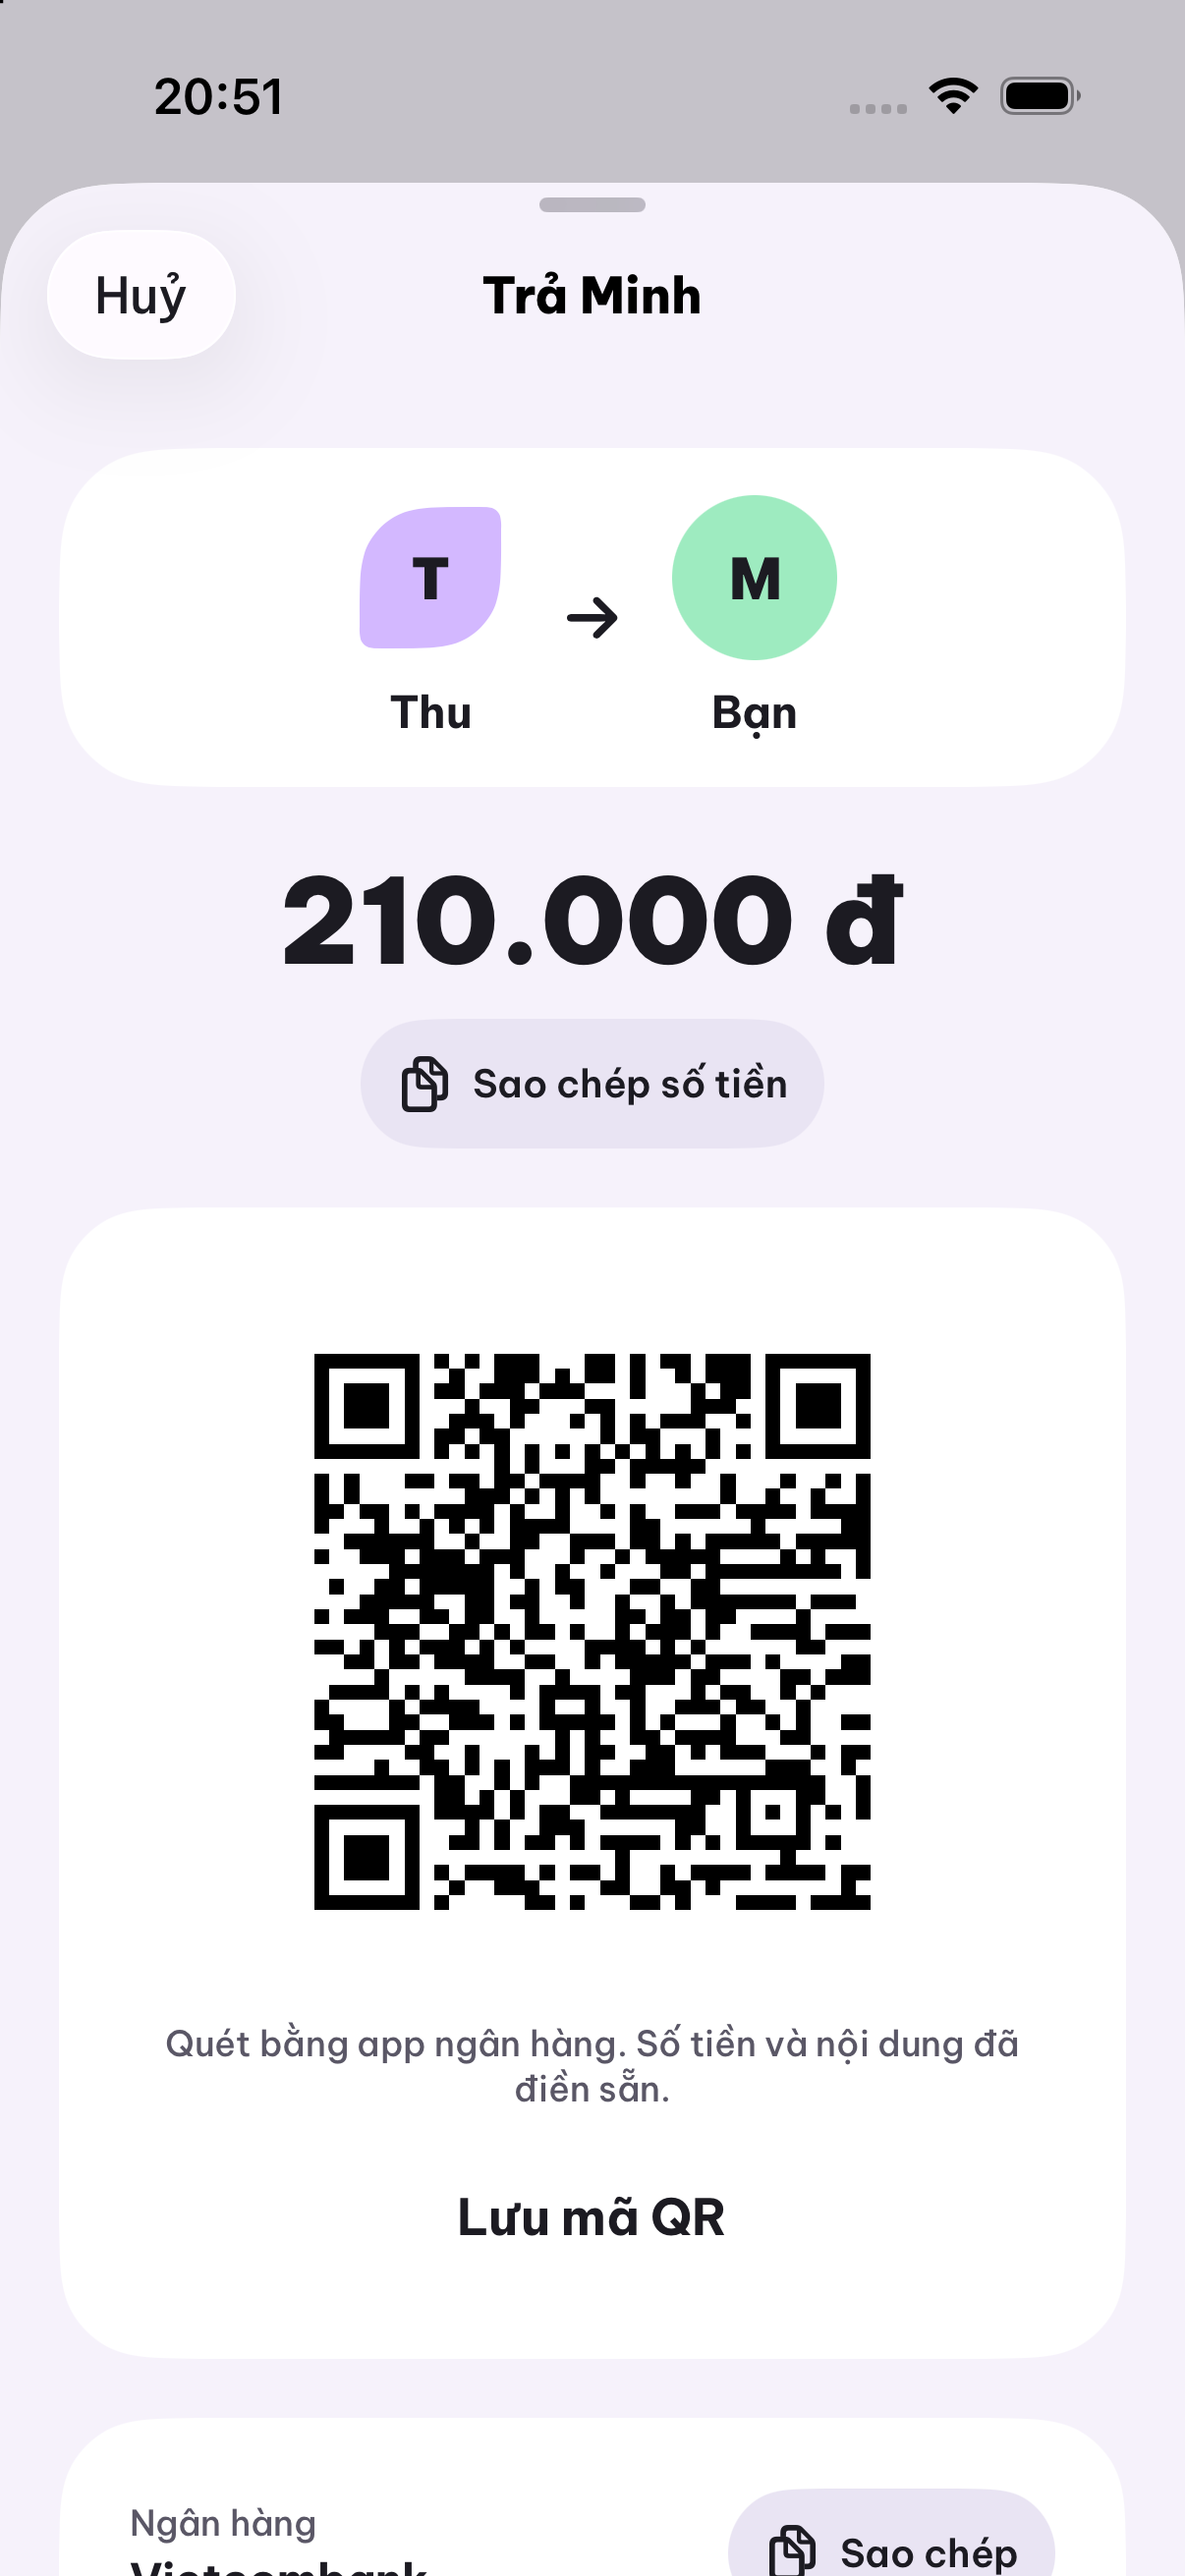 20:51
Huỷ
Trả Minh
T
M
Thu
Bạn
210.000 đ
Sao chép số tiền
Quét bằng app ngân hàng. Số tiền và nội dung đã
điền sẵn.
Lưu mã QR
Ngân hàng
Sao chép
Vietcombank